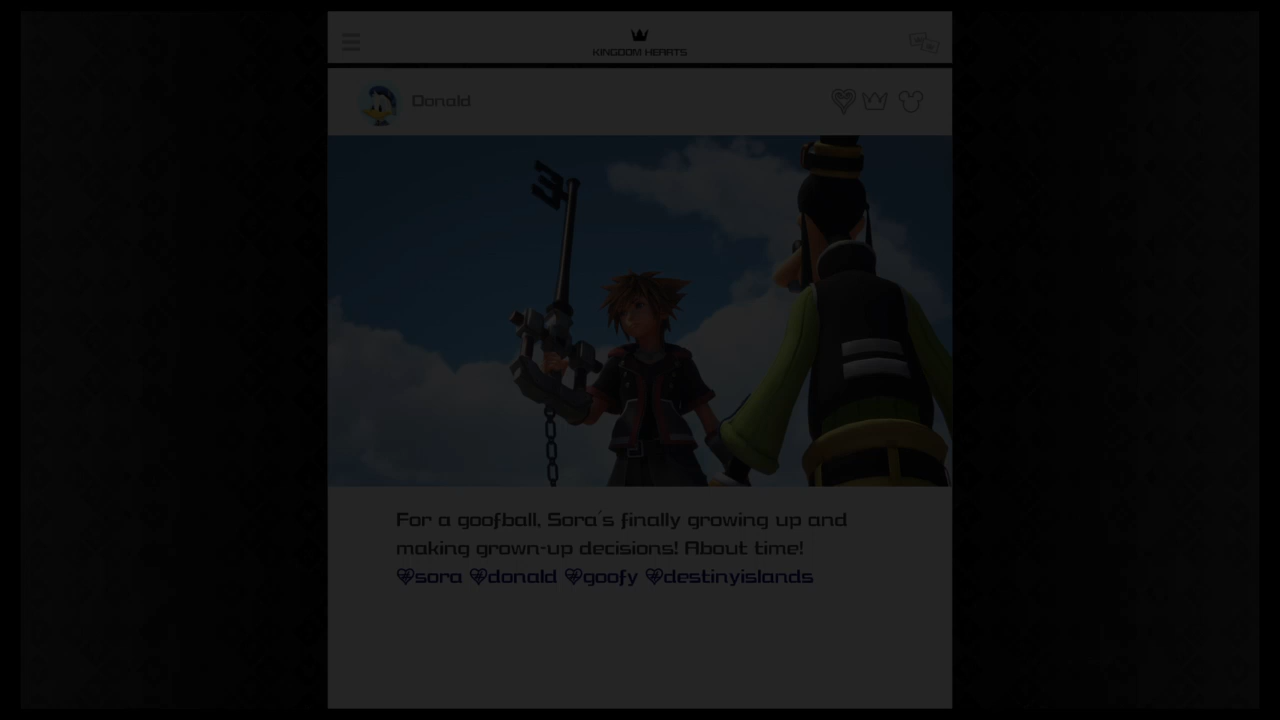 KINGDOM HEARTS
Donald
For a goofball, Sora's finally growing up and
making grown-up decisions! About time!
sora donald goofy destinyislands